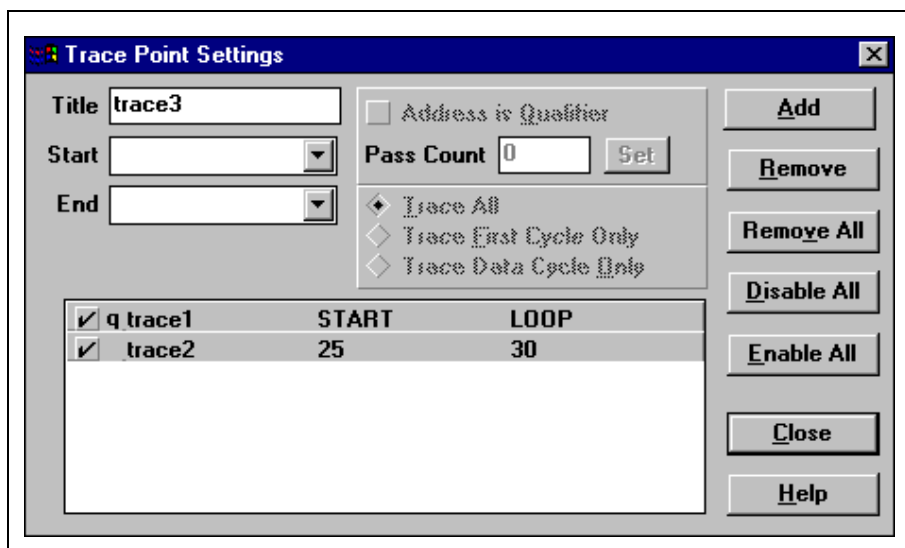 Trace Point Settings
Title trace3
Start
End
Address is Qualifier
Pass Count 0 Set
Trace All
Trace First Cycle Only
Trace Data Cycle Only
q_trace1 START LOOP
_trace2 25 30
Add
Remove
Remove All
Disable All
Enable All
Close
Help